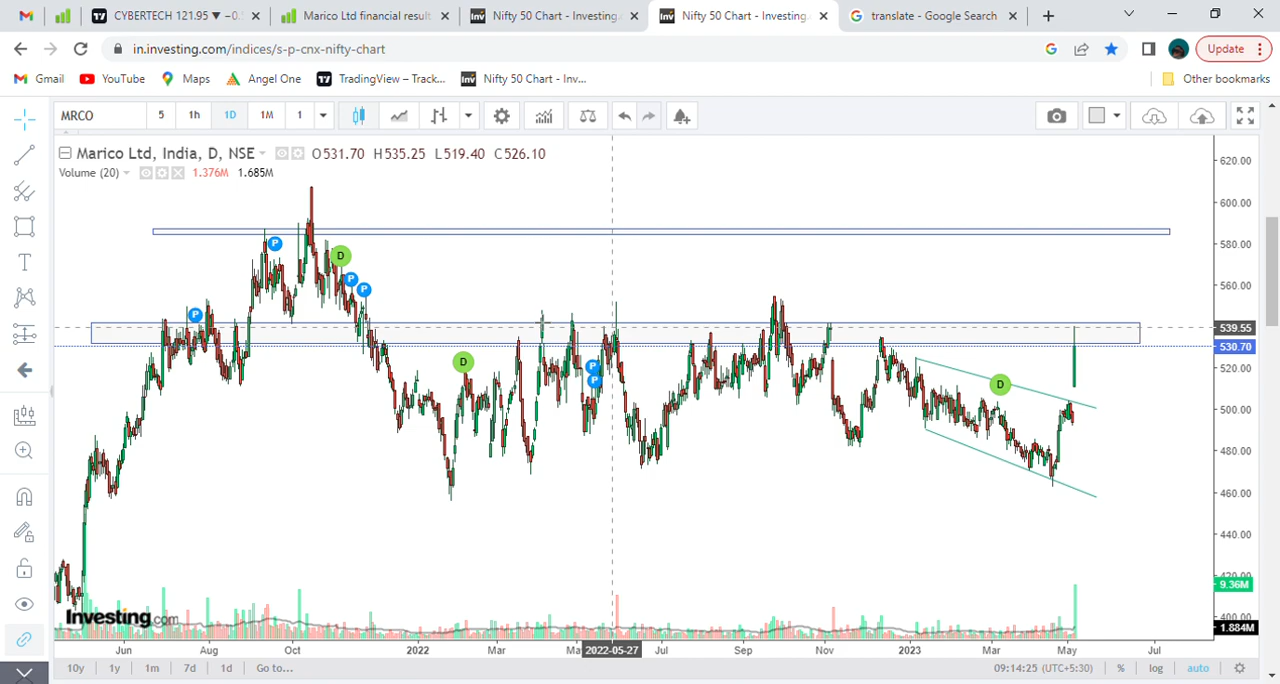 CYBERTECH 121.95 ▼ −0.
Marico Ltd financial result
Nifty 50 Chart - Investing.
Nifty 50 Chart - Investing.
translate - Google Search
in.investing.com/indices/s-p-cnx-nifty-chart
Update
Gmail
YouTube
Maps
Angel One
TradingView – Track...
Nifty 50 Chart - Inv...
Other bookmarks
MRCO 5 1h 1D 1M 1
Marico Ltd, India, D, NSE O531.70 H535.25 L519.40 C526.10
Volume (20) 1.376M 1.685M
620.00
600.00
580.00
560.00
539.55
530.70
520.00
500.00
480.00
460.00
440.00
420.00
9.36M
400.00
1.884M
P
P
D
P
P
D
P
P
D
Investing.com
Jun Aug Oct 2022 Mar Ma 2022-05-27 Jul Sep Nov 2023 Mar May Jul
10y 1y 1m 7d 1d Go to... 09:14:25 (UTC+5:30) % log auto